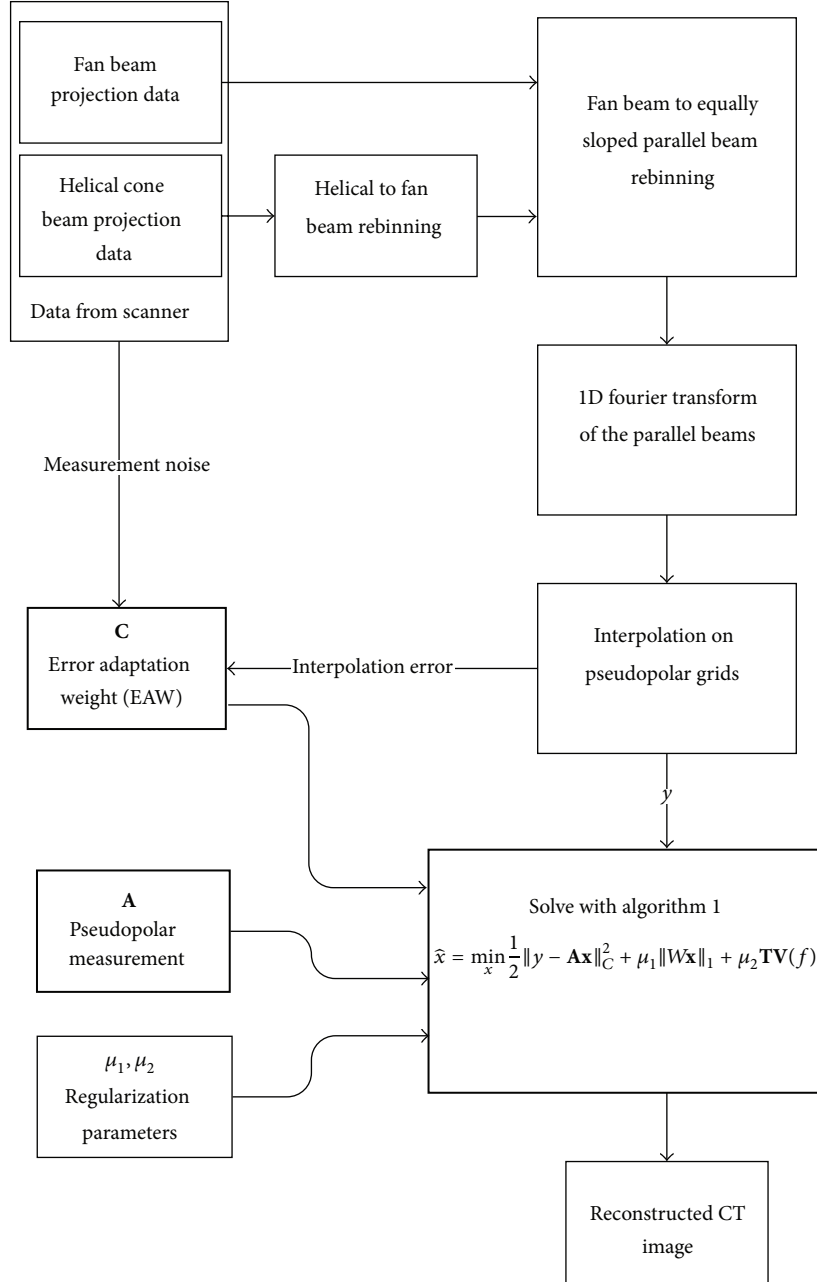 Fan beam
projection data
Helical cone
beam projection
data
Data from scanner
Helical to fan
beam rebinning
Fan beam to equally
sloped parallel beam
rebinning
1D fourier transform
of the parallel beams
Measurement noise
Interpolation on
pseudopolar grids
Interpolation error
C
Error adaptation
weight (EAW)
y
A
Pseudopolar
measurement
Solve with algorithm 1
x̂ = min_x 1/2 ‖y − Ax‖²_C + μ₁‖Wx‖₁ + μ₂TV(f)
μ₁, μ₂
Regularization
parameters
Reconstructed CT
image